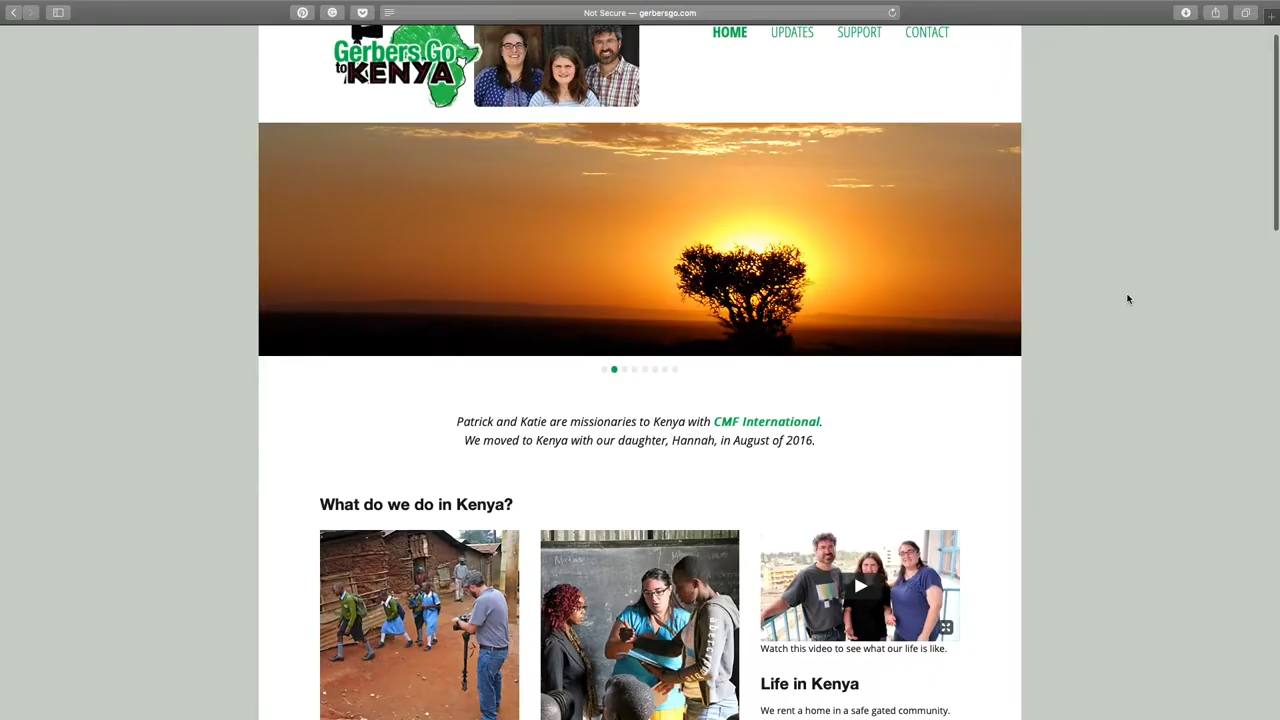 Not Secure — gerbersgo.com
Gerbers Go
to KENYA
HOME UPDATES SUPPORT CONTACT
Patrick and Katie are missionaries to Kenya with CMF International.
We moved to Kenya with our daughter, Hannah, in August of 2016.
What do we do in Kenya?
Watch this video to see what our life is like.
Life in Kenya
We rent a home in a safe gated community.